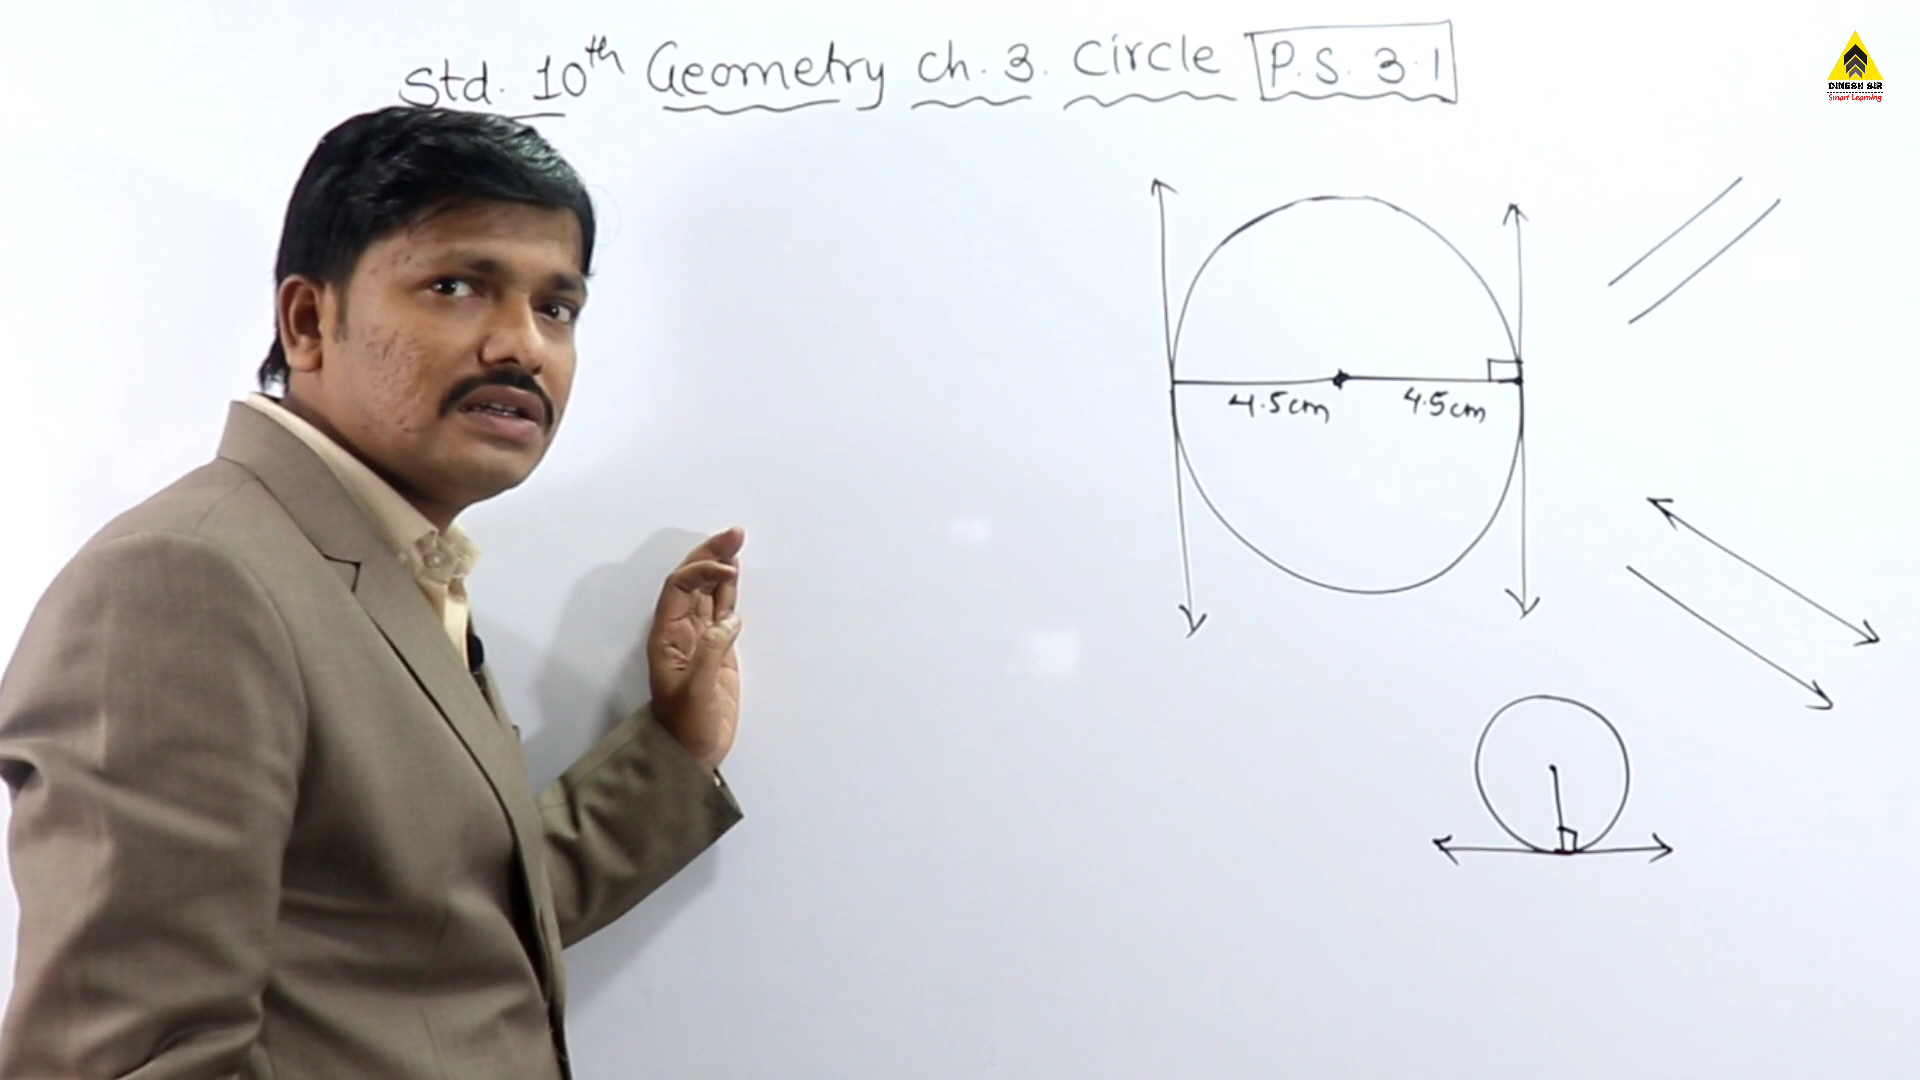 Std. 10th Geometry ch. 3. Circle P.S. 3.1
DINESH SIR
Smart Learning
4.5cm 4.5cm